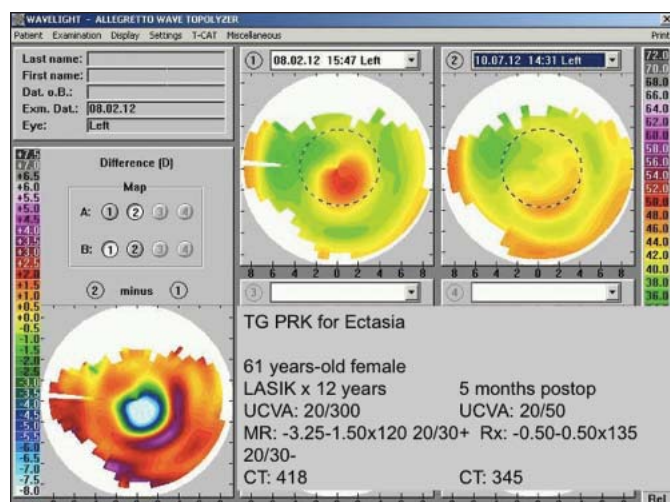 WAVELIGHT - ALLEGRETTO WAVE TOPOLYZER
Patient Examination Display Settings T-CAT Miscellaneous Print
Last name:
First name:
Dat. o.B.:
Exm. Dat.: 08.02.12
Eye: Left
1 08.02.12 15:47 Left
2 10.07.12 14:31 Left
72.0
70.0
68.0
66.0
64.0
62.0
60.0
58.0
56.0
54.0
52.0
50.0
48.0
46.0
44.0
42.0
40.0
38.0
36.0
+7.5
+7.0
+6.5
+6.0
+5.5
+5.0
+4.5
+4.0
+3.5
+3.0
+2.5
+2.0
+1.5
+1.0
+0.5
+0.0
-0.5
-1.0
-1.5
-2.0
-2.5
-3.0
-3.5
-4.0
-4.5
-5.0
-5.5
-6.0
-6.5
-7.0
-7.5
-8.0
Difference (D)
Map
A: 1 2 3 4
B: 1 2 3 4
2 minus 1
8 6 4 2 0 2 4 6 8
8 6 4 2 0 2 4 6 8
3
4
TG PRK for Ectasia
61 years-old female
LASIK x 12 years 5 months postop
UCVA: 20/300 UCVA: 20/50
MR: -3.25-1.50x120 20/30+ Rx: -0.50-0.50x135
20/30-
CT: 418 CT: 345